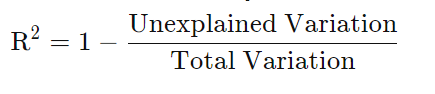 R² = 1 − Unexplained Variation
Total Variation